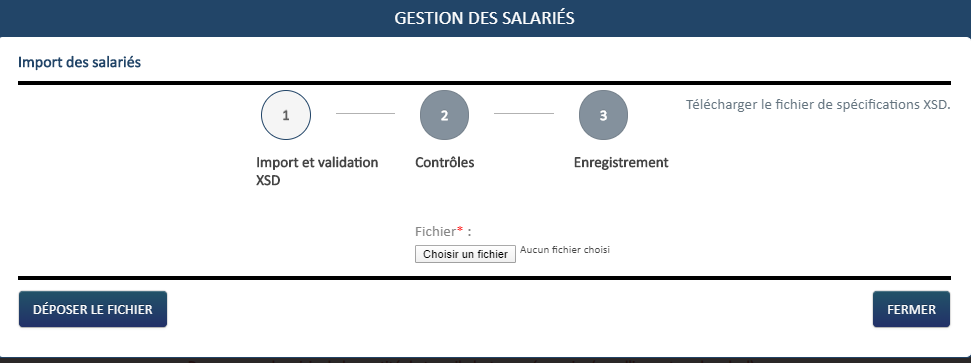 GESTION DES SALARIÉS
Import des salariés
Télécharger le fichier de spécifications XSD.
1 2 3
Import et validation XSD
Contrôles
Enregistrement
Fichier* :
Choisir un fichier Aucun fichier choisi
DÉPOSER LE FICHIER FERMER